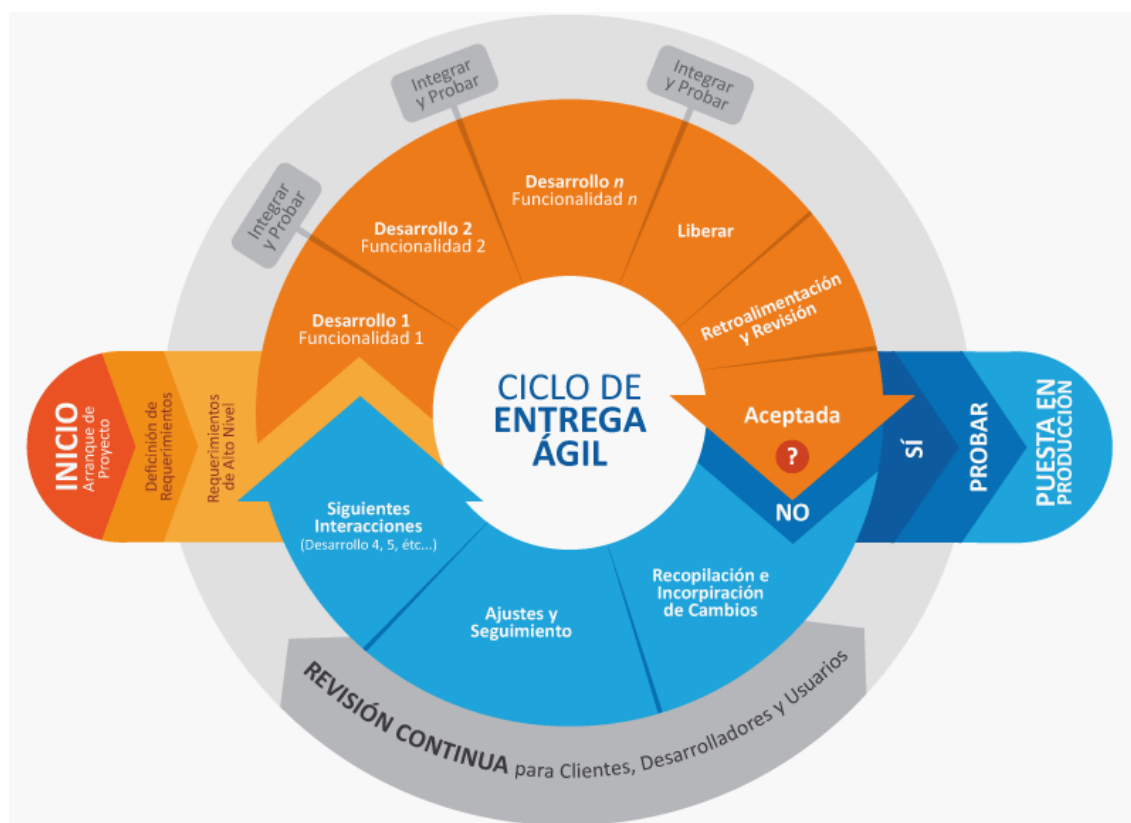 Integrar
y Probar
Integrar
y Probar
Integrar
y Probar
Desarrollo 1
Funcionalidad 1
Desarrollo 2
Funcionalidad 2
Desarrollo n
Funcionalidad n
Liberar
Retroalimentación
y Revisión
INICIO
Arranque de
Proyecto
Deficinión de
Requerimientos
Requerimientos
de Alto Nivel
CICLO DE
ENTREGA
ÁGIL
Aceptada
?
NO
SÍ
PROBAR
PUESTA EN
PRODUCCIÓN
Siguientes
Interacciones
(Desarrollo 4, 5, étc...)
Ajustes y
Seguimiento
Recopilación e
Incorpiración
de Cambios
REVISIÓN CONTINUA para Clientes, Desarrolladores y Usuarios